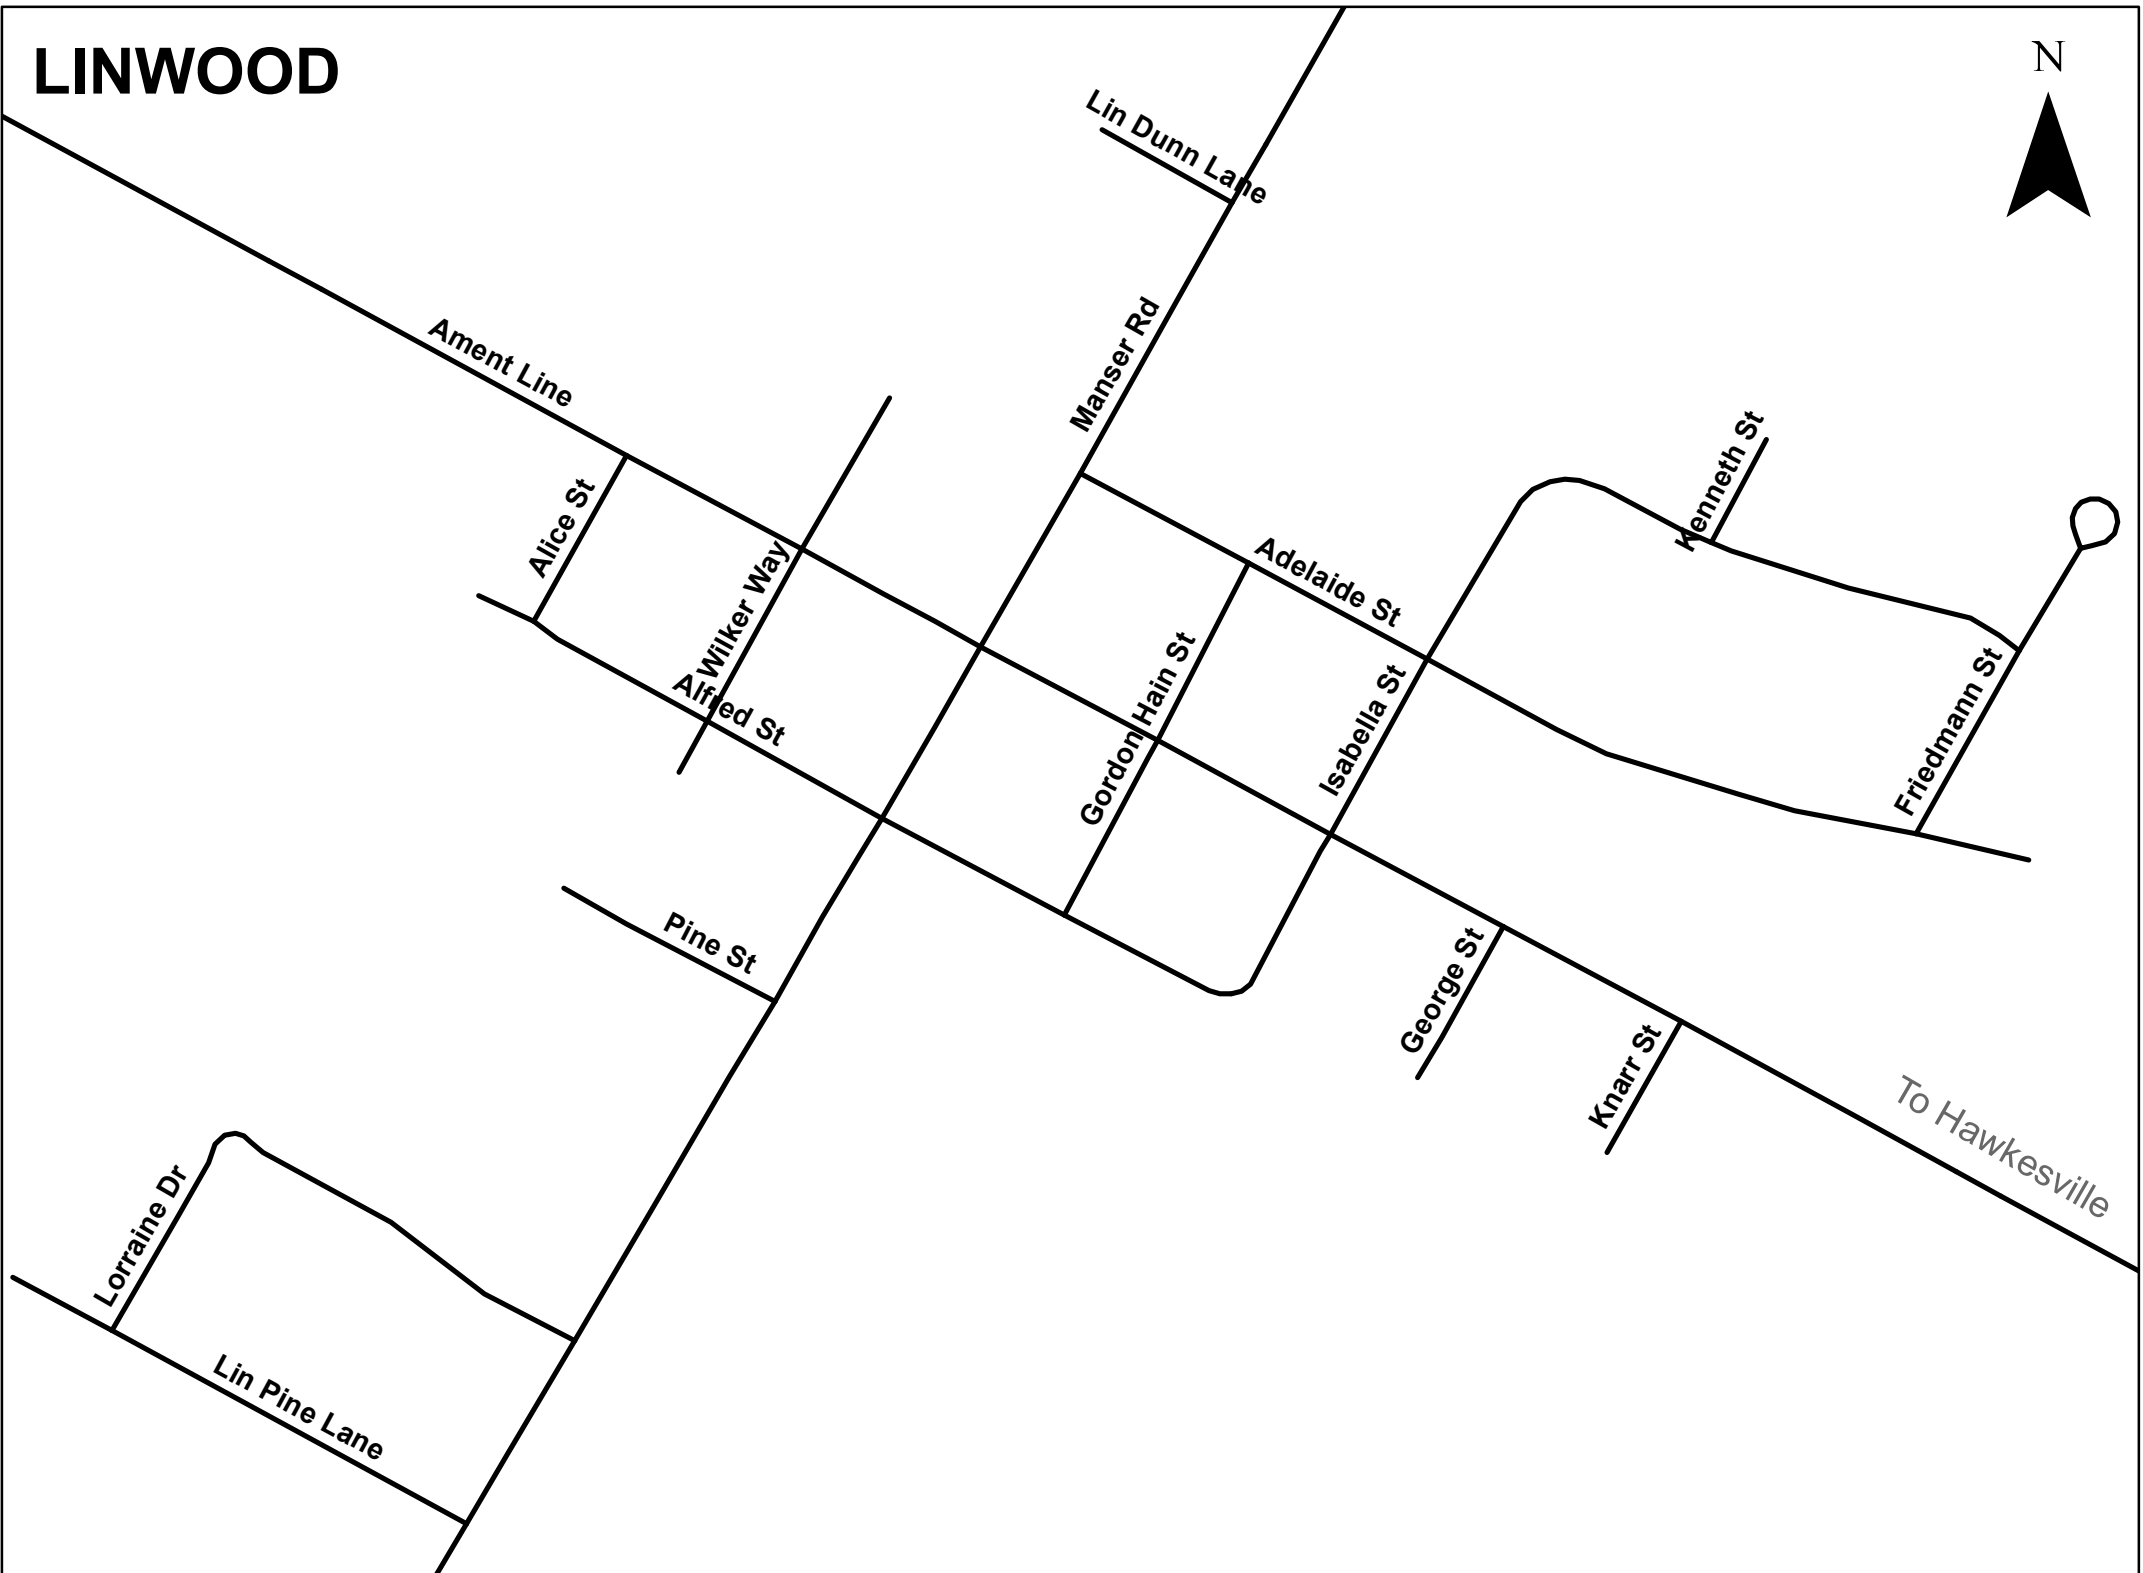 LINWOOD
N
Lin Dunn Lane
Ament Line
Manser Rd
Kenneth St
Alice St
Wilker Way
Adelaide St
Gordon Hain St
Isabella St
Friedmann St
Alfred St
Pine St
George St
Knarr St
To Hawkesville
Lorraine Dr
Lin Pine Lane